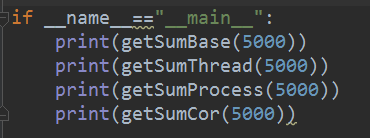 if __name__=="__main__":
    print(getSumBase(5000))
    print(getSumThread(5000))
    print(getSumProcess(5000))
    print(getSumCor(5000))